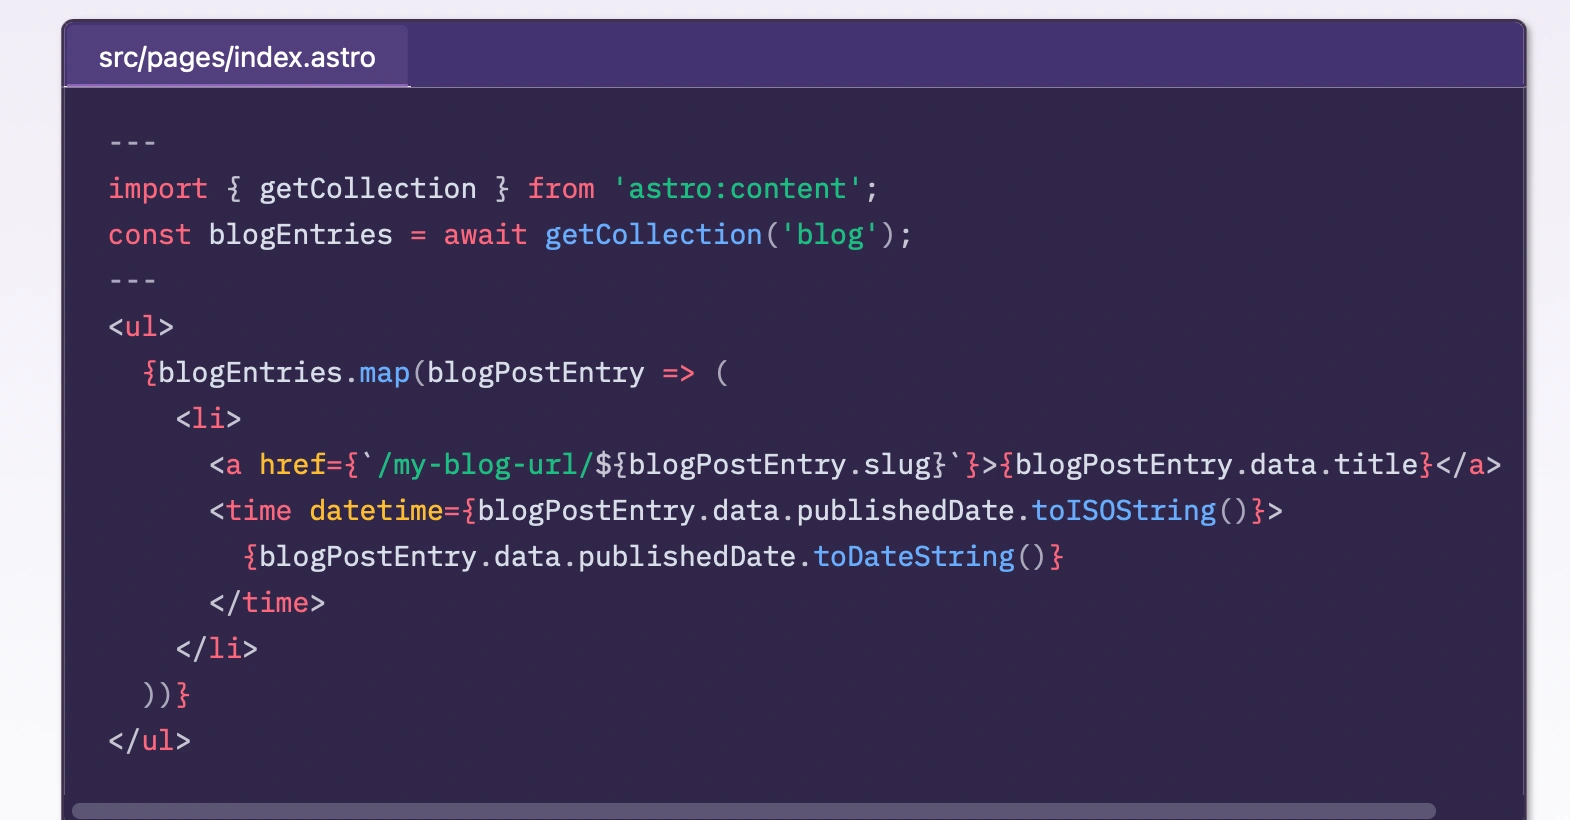 src/pages/index.astro
---
import { getCollection } from 'astro:content';
const blogEntries = await getCollection('blog');
---
<ul>
  {blogEntries.map(blogPostEntry => (
    <li>
      <a href={`/my-blog-url/${blogPostEntry.slug}`}>{blogPostEntry.data.title}</a>
      <time datetime={blogPostEntry.data.publishedDate.toISOString()}>
        {blogPostEntry.data.publishedDate.toDateString()}
      </time>
    </li>
  ))}
</ul>